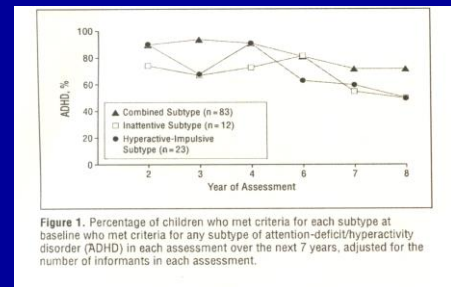 100
80
60
40
20
0
ADHD, %
Combined Subtype (n=83)
Inattentive Subtype (n=12)
Hyperactive-Impulsive
Subtype (n=23)
2 3 4 6 7 8
Year of Assessment
Figure 1. Percentage of children who met criteria for each subtype at
baseline who met criteria for any subtype of attention-deficit/hyperactivity
disorder (ADHD) in each assessment over the next 7 years, adjusted for the
number of informants in each assessment.